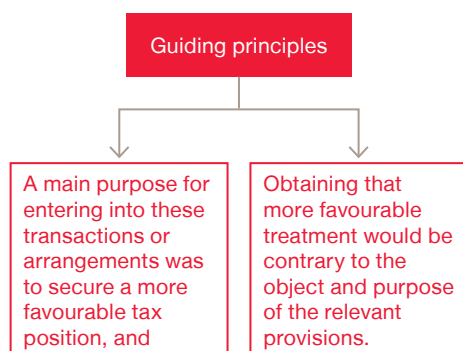 Guiding principles
A main purpose for
entering into these
transactions or
arrangements was
to secure a more
favourable tax
position, and
Obtaining that
more favourable
treatment would be
contrary to the
object and purpose
of the relevant
provisions.